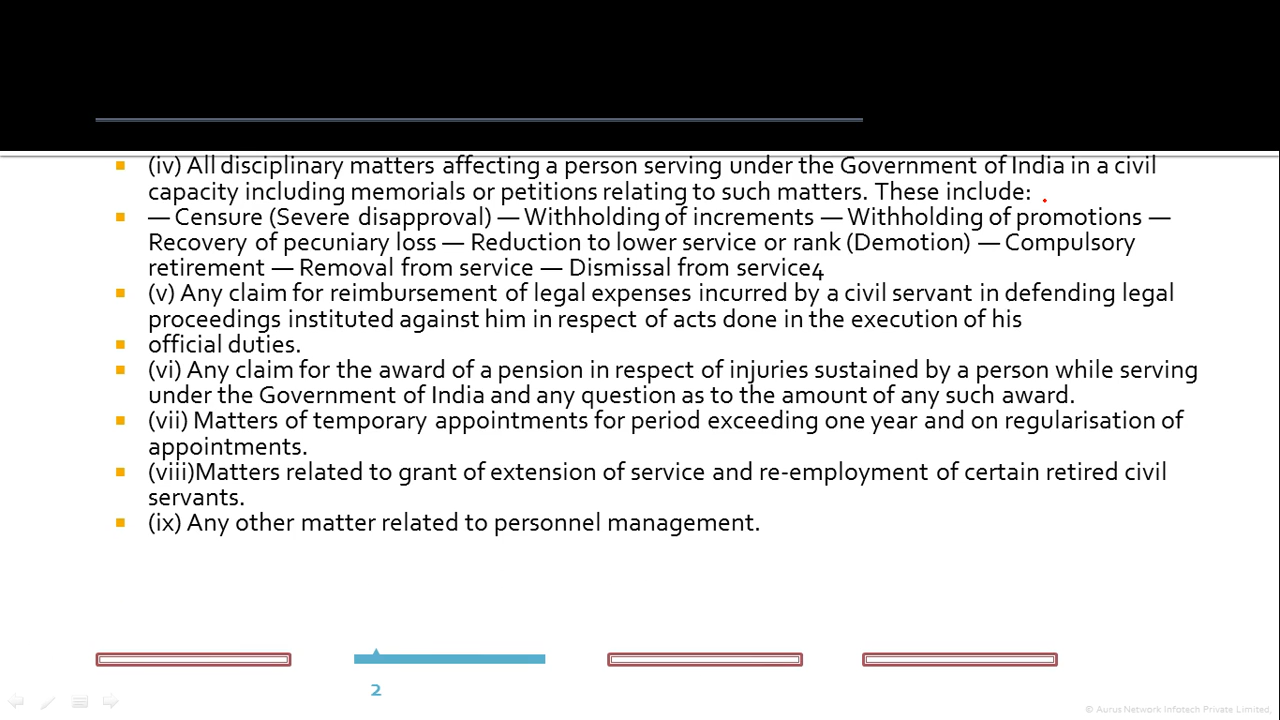 (iv) All disciplinary matters affecting a person serving under the Government of India in a civil
capacity including memorials or petitions relating to such matters. These include:
— Censure (Severe disapproval) — Withholding of increments — Withholding of promotions —
Recovery of pecuniary loss — Reduction to lower service or rank (Demotion) — Compulsory
retirement — Removal from service — Dismissal from service4
(v) Any claim for reimbursement of legal expenses incurred by a civil servant in defending legal
proceedings instituted against him in respect of acts done in the execution of his
official duties.
(vi) Any claim for the award of a pension in respect of injuries sustained by a person while serving
under the Government of India and any question as to the amount of any such award.
(vii) Matters of temporary appointments for period exceeding one year and on regularisation of
appointments.
(viii)Matters related to grant of extension of service and re-employment of certain retired civil
servants.
(ix) Any other matter related to personnel management.
2
© Aurus Network Infotech Private Limited,